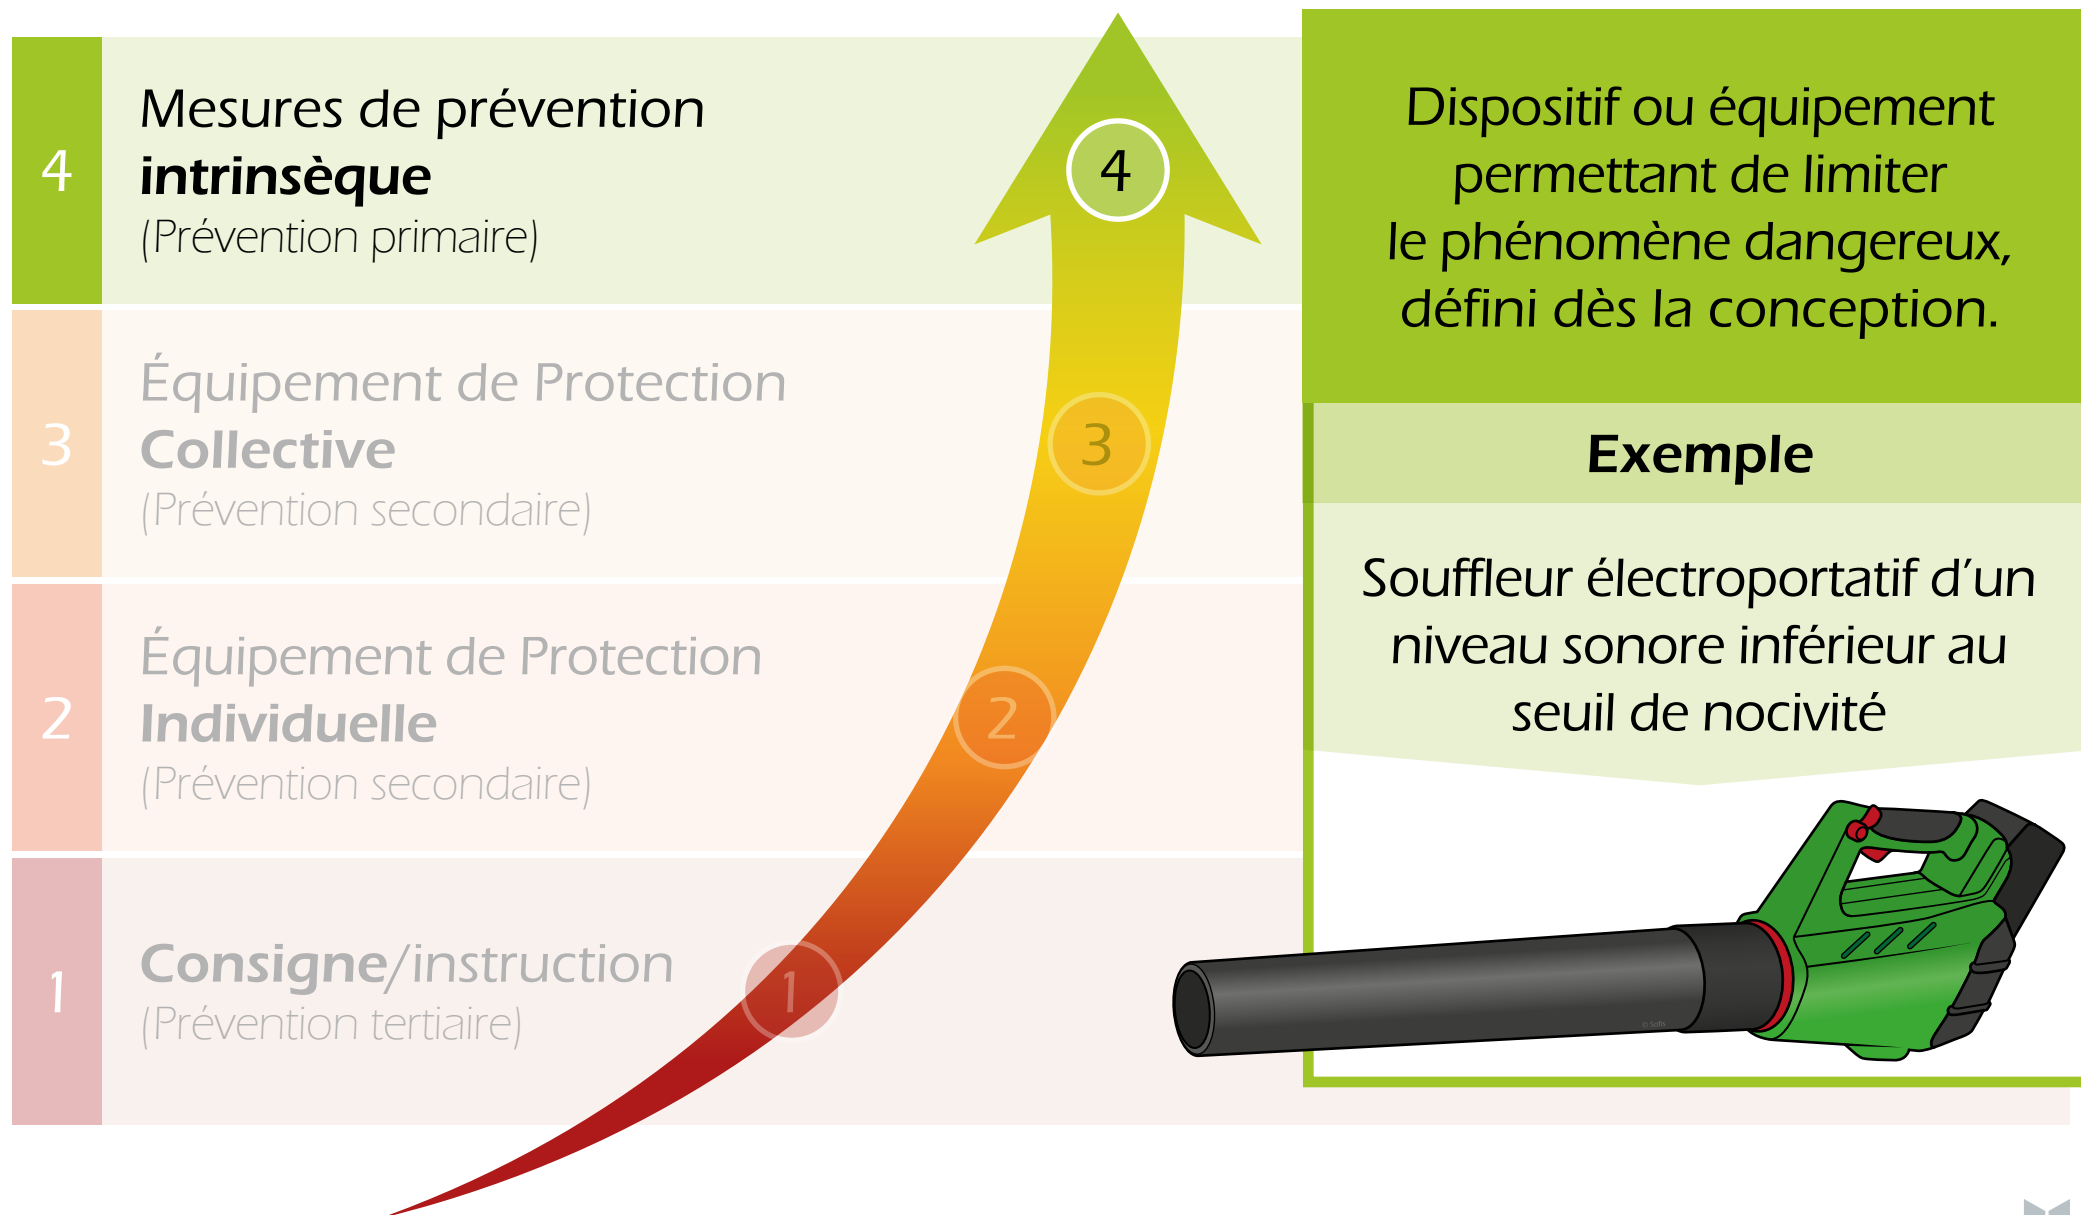 4
Mesures de prévention
intrinsèque
(Prévention primaire)
4
3
Équipement de Protection
Collective
(Prévention secondaire)
3
2
Équipement de Protection
Individuelle
(Prévention secondaire)
2
1
Consigne/instruction
(Prévention tertiaire)
1
Dispositif ou équipement
permettant de limiter
le phénomène dangereux,
défini dès la conception.
Exemple
Souffleur électroportatif d’un
niveau sonore inférieur au
seuil de nocivité
© Sofis